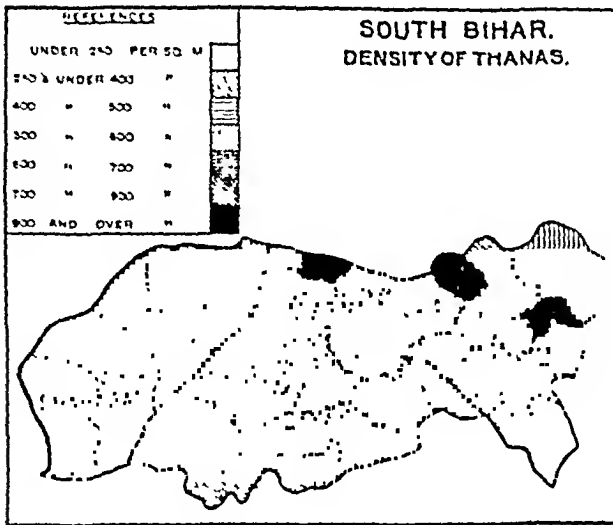 REFERENCES
SOUTH BIHAR.
DENSITY OF THANAS.
UNDER 250 PER SQ. M
250 & UNDER 400 "
400 " 500 "
500 " 600 "
600 " 700 "
700 " 900 "
900 AND OVER "